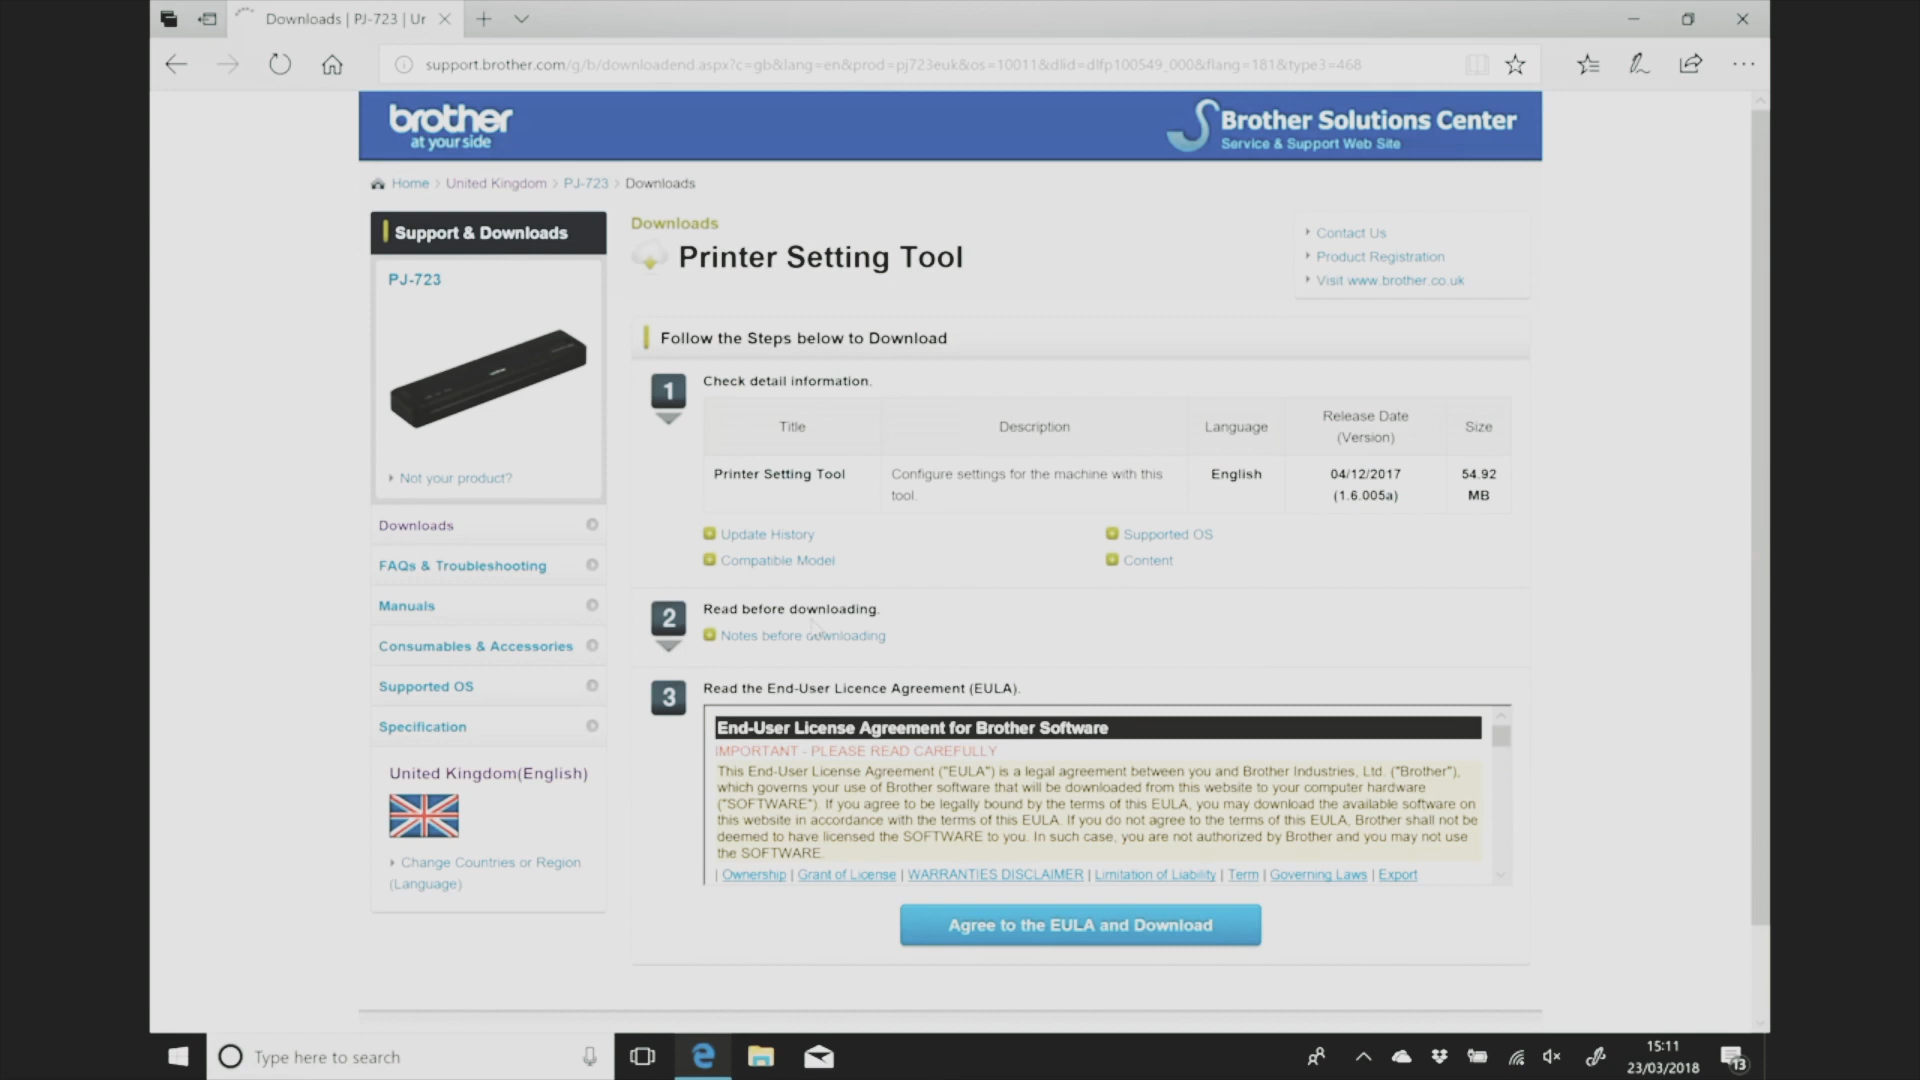 Downloads | PJ-723 | Ur
support.brother.com/g/b/downloadend.aspx?c=gb&lang=en&prod=pj723euk&os=10011&dlid=dlfp100549_000&flang=181&type3=468
brother
at your side
Brother Solutions Center
Service & Support Web Site
Home > United Kingdom > PJ-723 > Downloads
Support & Downloads
PJ-723
Not your product?
Downloads
FAQs & Troubleshooting
Manuals
Consumables & Accessories
Supported OS
Specification
United Kingdom(English)
Change Countries or Region
(Language)
Downloads
Printer Setting Tool
Contact Us
Product Registration
Visit www.brother.co.uk
Follow the Steps below to Download
1
Check detail information.
Title Description Language Release Date (Version) Size
Printer Setting Tool Configure settings for the machine with this tool. English 04/12/2017 (1.6.005a) 54.92 MB
Update History
Supported OS
Compatible Model
Content
2
Read before downloading.
Notes before downloading
3
Read the End-User Licence Agreement (EULA).
End-User License Agreement for Brother Software
IMPORTANT - PLEASE READ CAREFULLY
This End-User License Agreement ("EULA") is a legal agreement between you and Brother Industries, Ltd. ("Brother"),
which governs your use of Brother software that will be downloaded from this website to your computer hardware
("SOFTWARE"). If you agree to be legally bound by the terms of this EULA, you may download the available software on
this website in accordance with the terms of this EULA. If you do not agree to the terms of this EULA, Brother shall not be
deemed to have licensed the SOFTWARE to you. In such case, you are not authorized by Brother and you may not use
the SOFTWARE.
| Ownership | Grant of License | WARRANTIES DISCLAIMER | Limitation of Liability | Term | Governing Laws | Export
Agree to the EULA and Download
Type here to search
15:11
23/03/2018
13